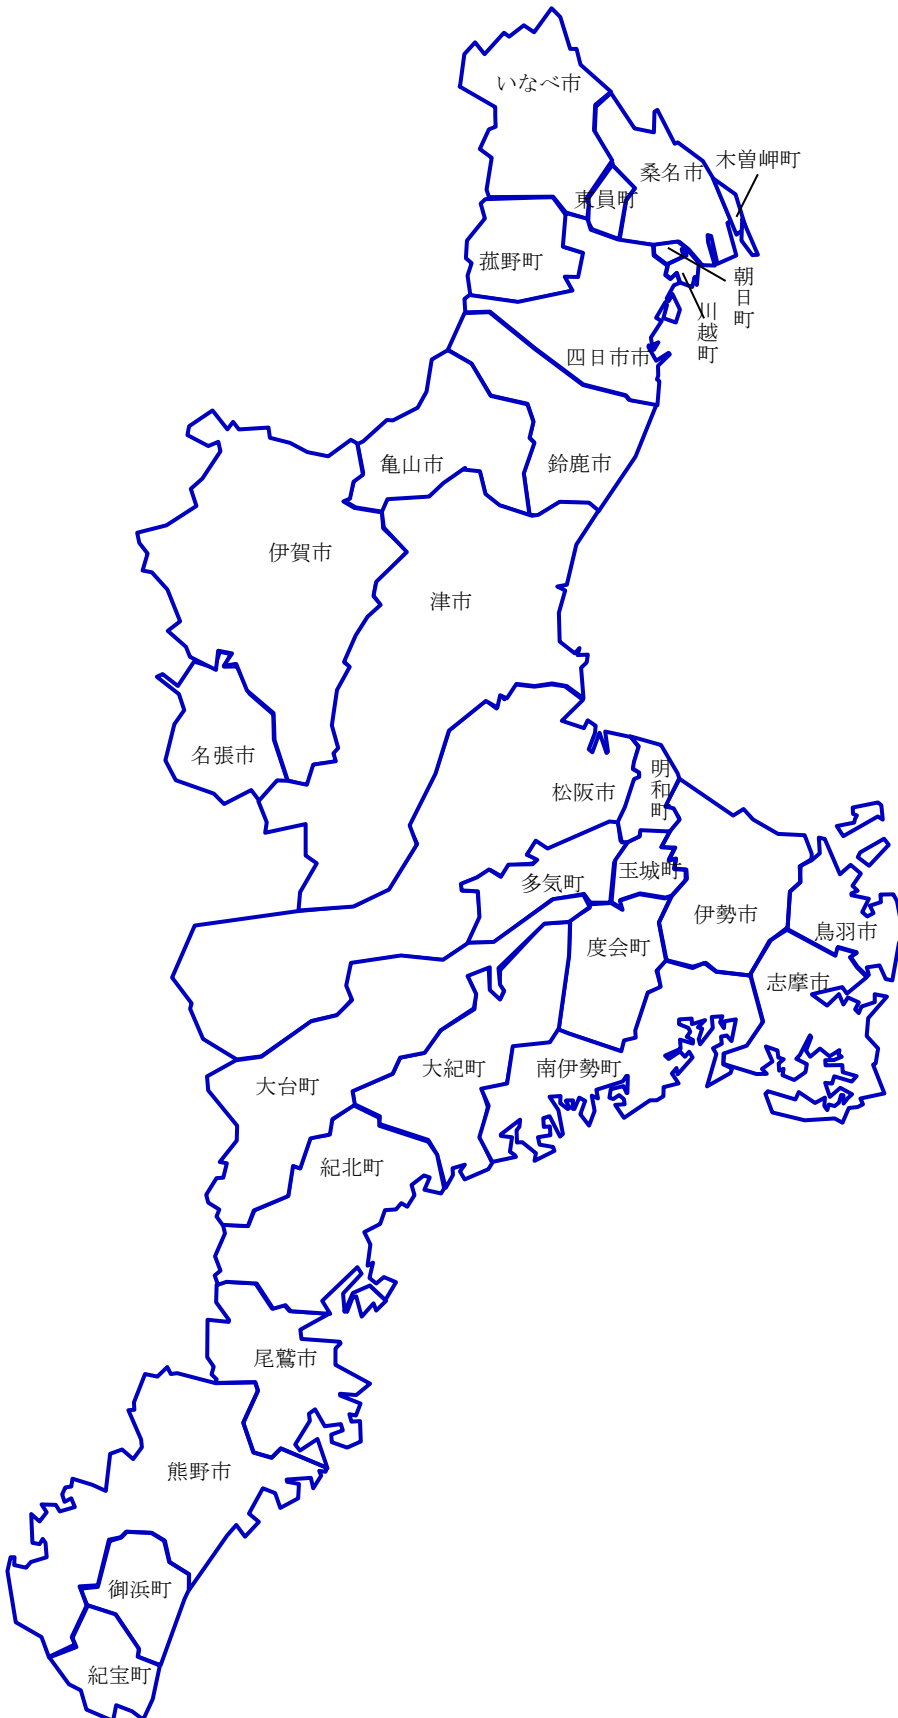 いなべ市
木曽岬町
桑名市
東員町
菰野町
朝日町
川越町
四日市市
亀山市
鈴鹿市
伊賀市
津市
名張市
松阪市
明和町
多気町
玉城町
伊勢市
度会町
鳥羽市
志摩市
大台町
大紀町
南伊勢町
紀北町
尾鷲市
熊野市
御浜町
紀宝町